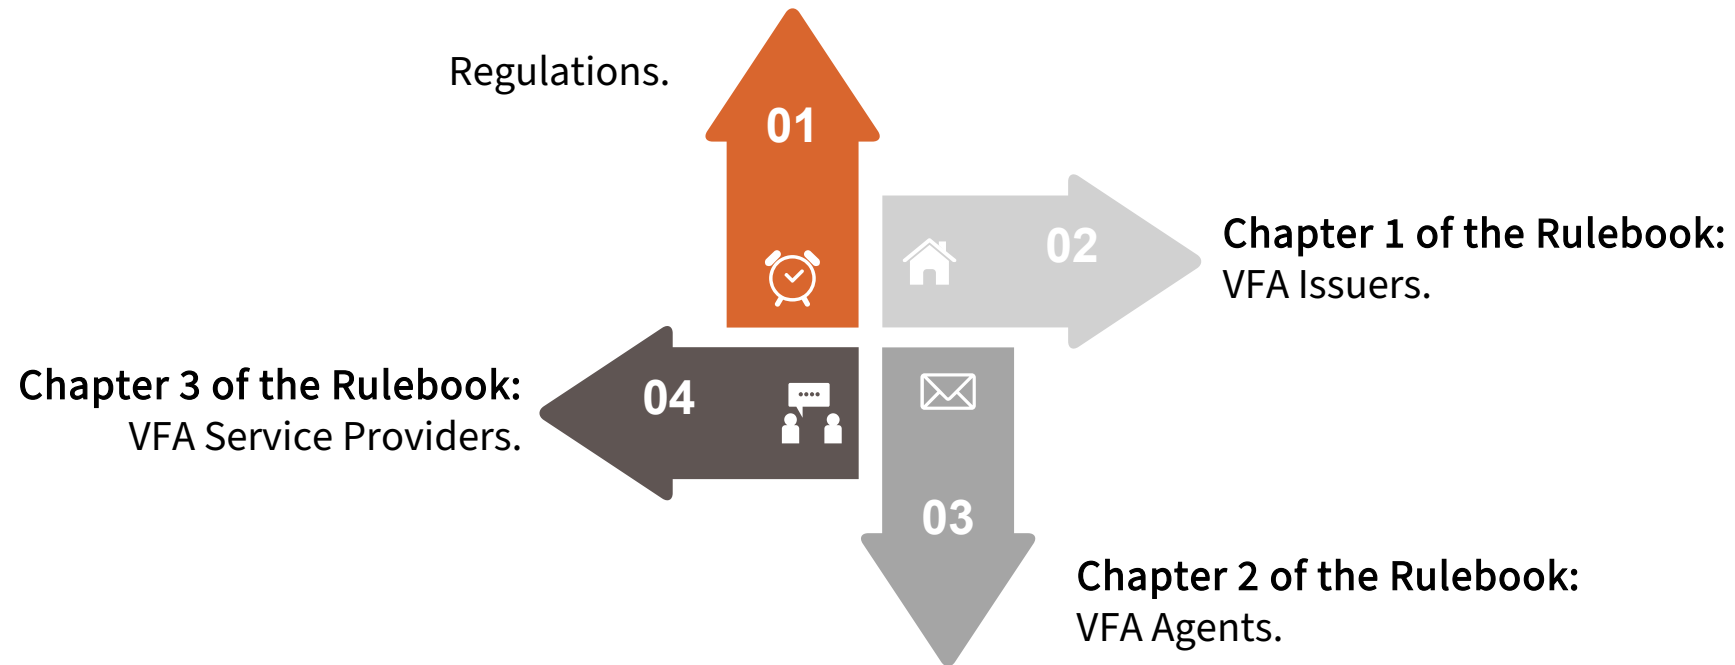 Regulations.
01
02
Chapter 1 of the Rulebook:
VFA Issuers.
Chapter 3 of the Rulebook:
VFA Service Providers.
04
03
Chapter 2 of the Rulebook:
VFA Agents.